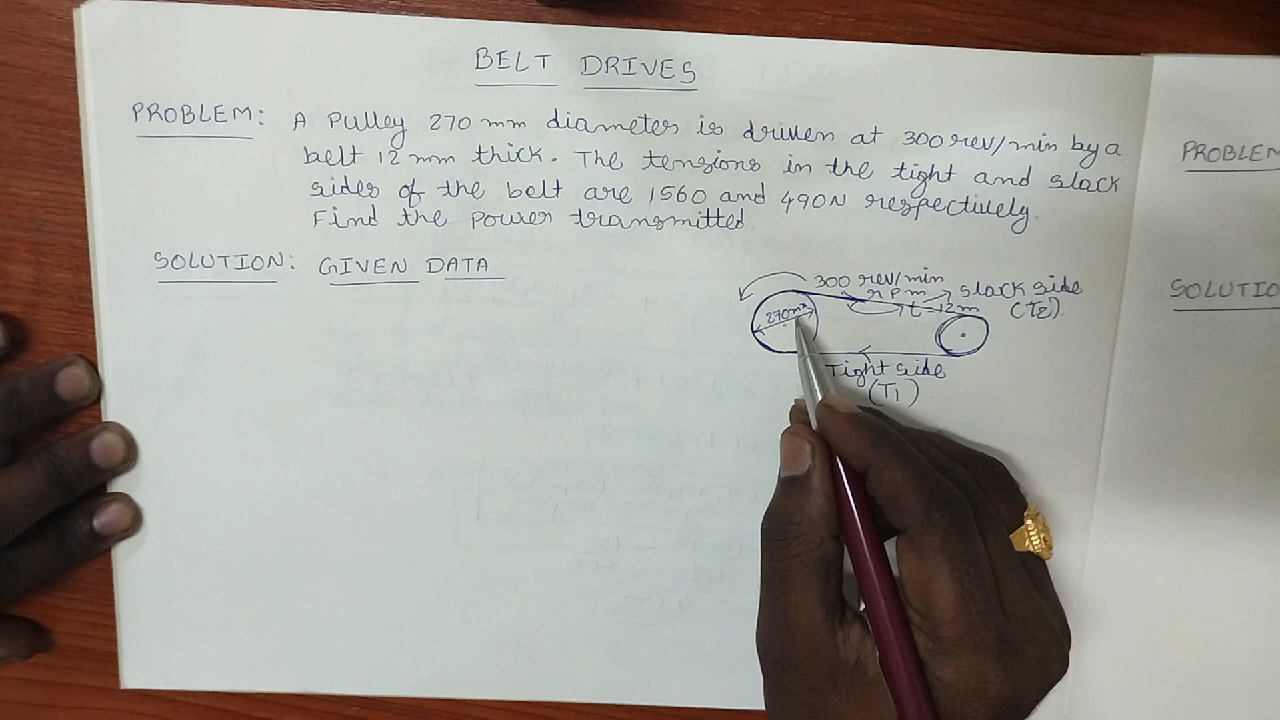 BELT DRIVES
PROBLEM: A Pulley 270 mm diameter is driven at 300 rev/min by a
belt 12 mm thick. The tensions in the tight and slack
sides of the belt are 1560 and 490N respectively.
Find the power transmitted.
SOLUTION: GIVEN DATA
300 rev/min
r p m
slack side
(T2).
270mm
t=12m
Tight side
(T1)
PROBLEM
SOLUTIO